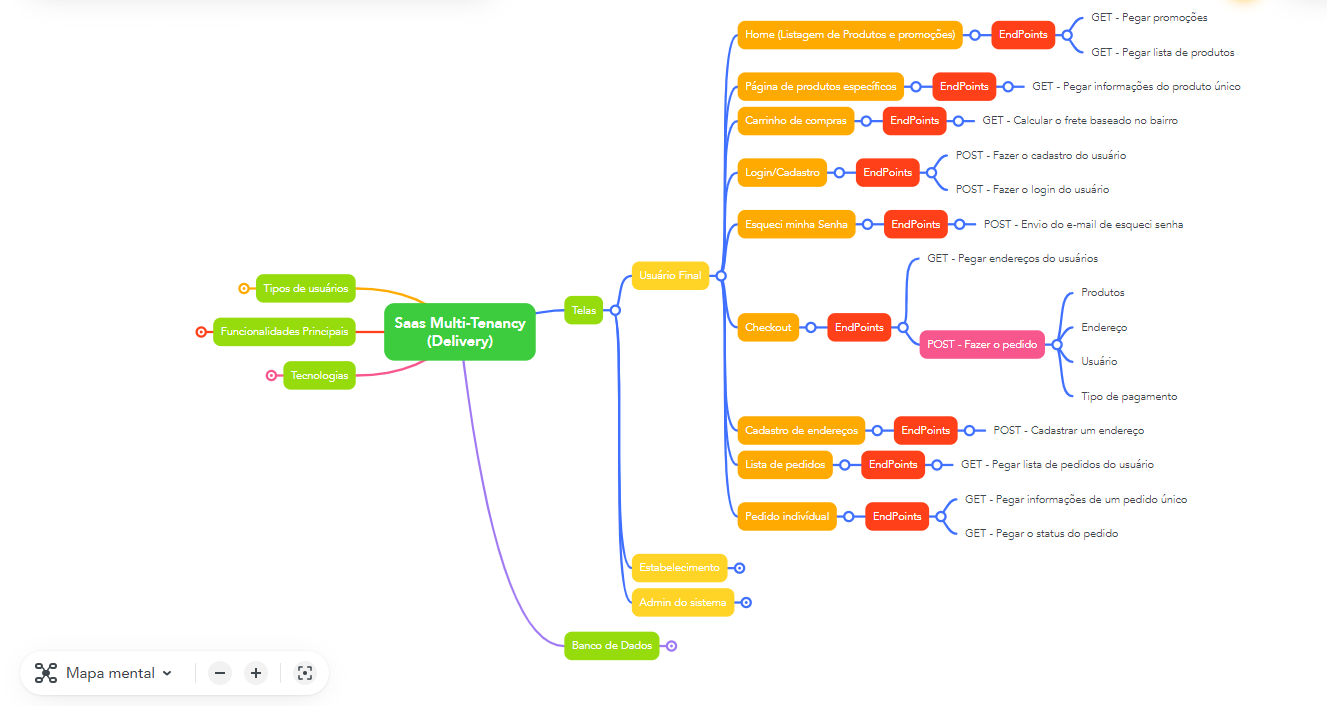 Home (Listagem de Produtos e promoções)
EndPoints
GET - Pegar promoções
GET - Pegar lista de produtos
Página de produtos específicos
EndPoints
GET - Pegar informações do produto único
Carrinho de compras
EndPoints
GET - Calcular o frete baseado no bairro
Login/Cadastro
EndPoints
POST - Fazer o cadastro do usuário
POST - Fazer o login do usuário
Esqueci minha Senha
EndPoints
POST - Envio do e-mail de esqueci senha
Usuário Final
Checkout
EndPoints
GET - Pegar endereços do usuários
POST - Fazer o pedido
Produtos
Endereço
Usuário
Tipo de pagamento
Tipos de usuários
Funcionalidades Principais
Tecnologias
Saas Multi-Tenancy
(Delivery)
Telas
Cadastro de endereços
EndPoints
POST - Cadastrar um endereço
Lista de pedidos
EndPoints
GET - Pegar lista de pedidos do usuário
Pedido indivídual
EndPoints
GET - Pegar informações de um pedido único
GET - Pegar o status do pedido
Estabelecimento
Admin do sistema
Banco de Dados
Mapa mental